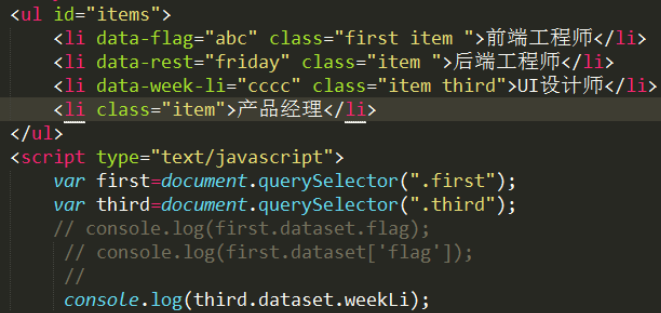 <ul id="items">
<li data-flag="abc" class="first item ">前端工程师</li>
<li data-rest="friday" class="item ">后端工程师</li>
<li data-week-li="cccc" class="item third">UI设计师</li>
<li class="item">产品经理</li>
</ul>
<script type="text/javascript">
var first=document.querySelector(".first");
var third=document.querySelector(".third");
// console.log(first.dataset.flag);
// console.log(first.dataset['flag']);
//
console.log(third.dataset.weekLi);